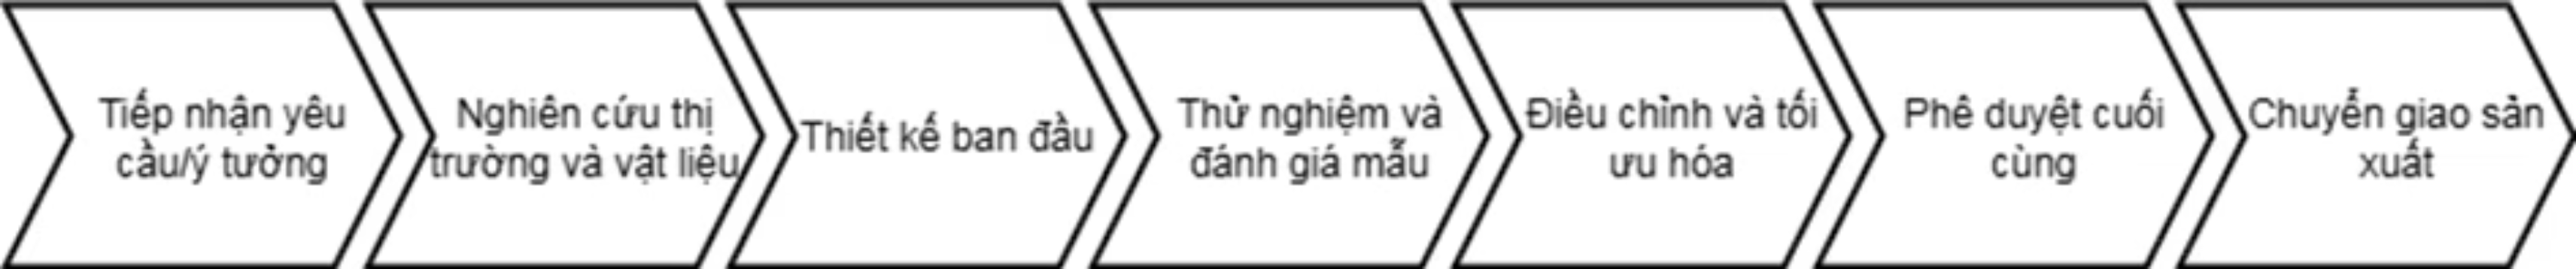 Tiếp nhận yêu
cầu/ý tưởng
Nghiên cứu thị
trường và vật liệu
Thiết kế ban đầu
Thử nghiệm và
đánh giá mẫu
Điều chỉnh và tối
ưu hóa
Phê duyệt cuối
cùng
Chuyển giao sản
xuất